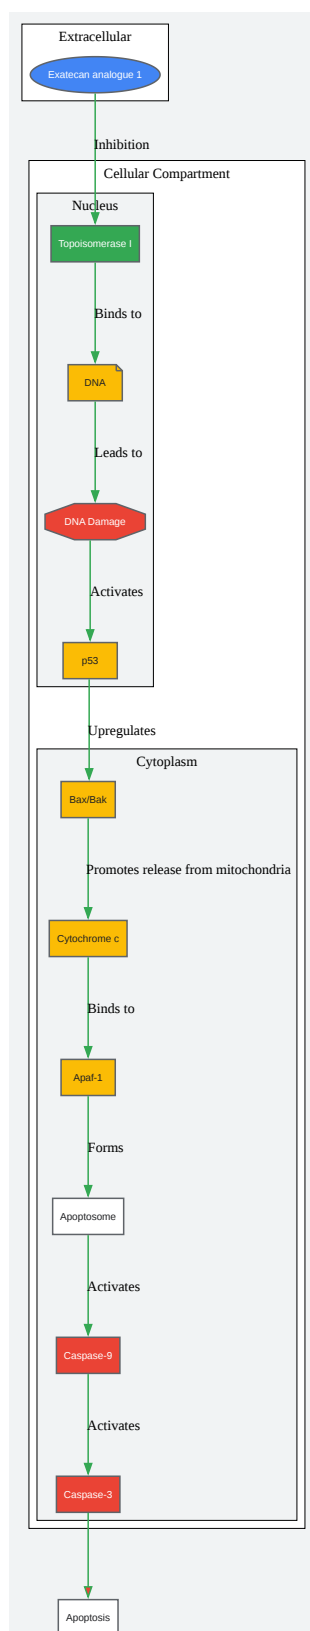 Extracellular
Exatecan analogue 1
Inhibition
Cellular Compartment
Nucleus
Topoisomerase I
Binds to
DNA
Leads to
DNA Damage
Activates
p53
Upregulates
Cytoplasm
Bax/Bak
Promotes release from mitochondria
Cytochrome c
Binds to
Apaf-1
Forms
Apoptosome
Activates
Caspase-9
Activates
Caspase-3
Apoptosis